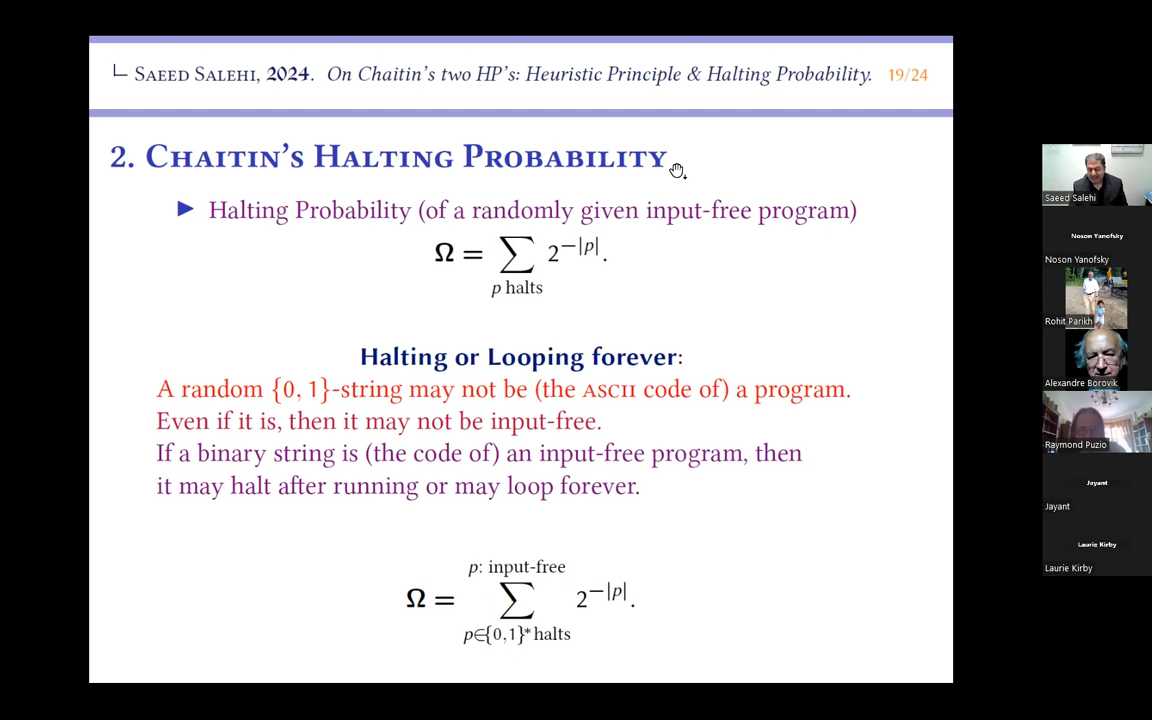 ∟ Saeed Salehi, 2024. On Chaitin's two HP's: Heuristic Principle & Halting Probability. 19/24
2. Chaitin's Halting Probability
► Halting Probability (of a randomly given input-free program)
Ω = ∑ 2^{−|p|}.
p halts
Halting or Looping forever:
A random {0, 1}-string may not be (the ASCII code of) a program.
Even if it is, then it may not be input-free.
If a binary string is (the code of) an input-free program, then
it may halt after running or may loop forever.
p: input-free
Ω = ∑ 2^{−|p|}.
p∈{0,1}* halts
Saeed Salehi
Noson Yanofsky
Noson Yanofsky
Rohit Parikh
Alexandre Borovik
Raymond Puzio
Jayant
Jayant
Laurie Kirby
Laurie Kirby